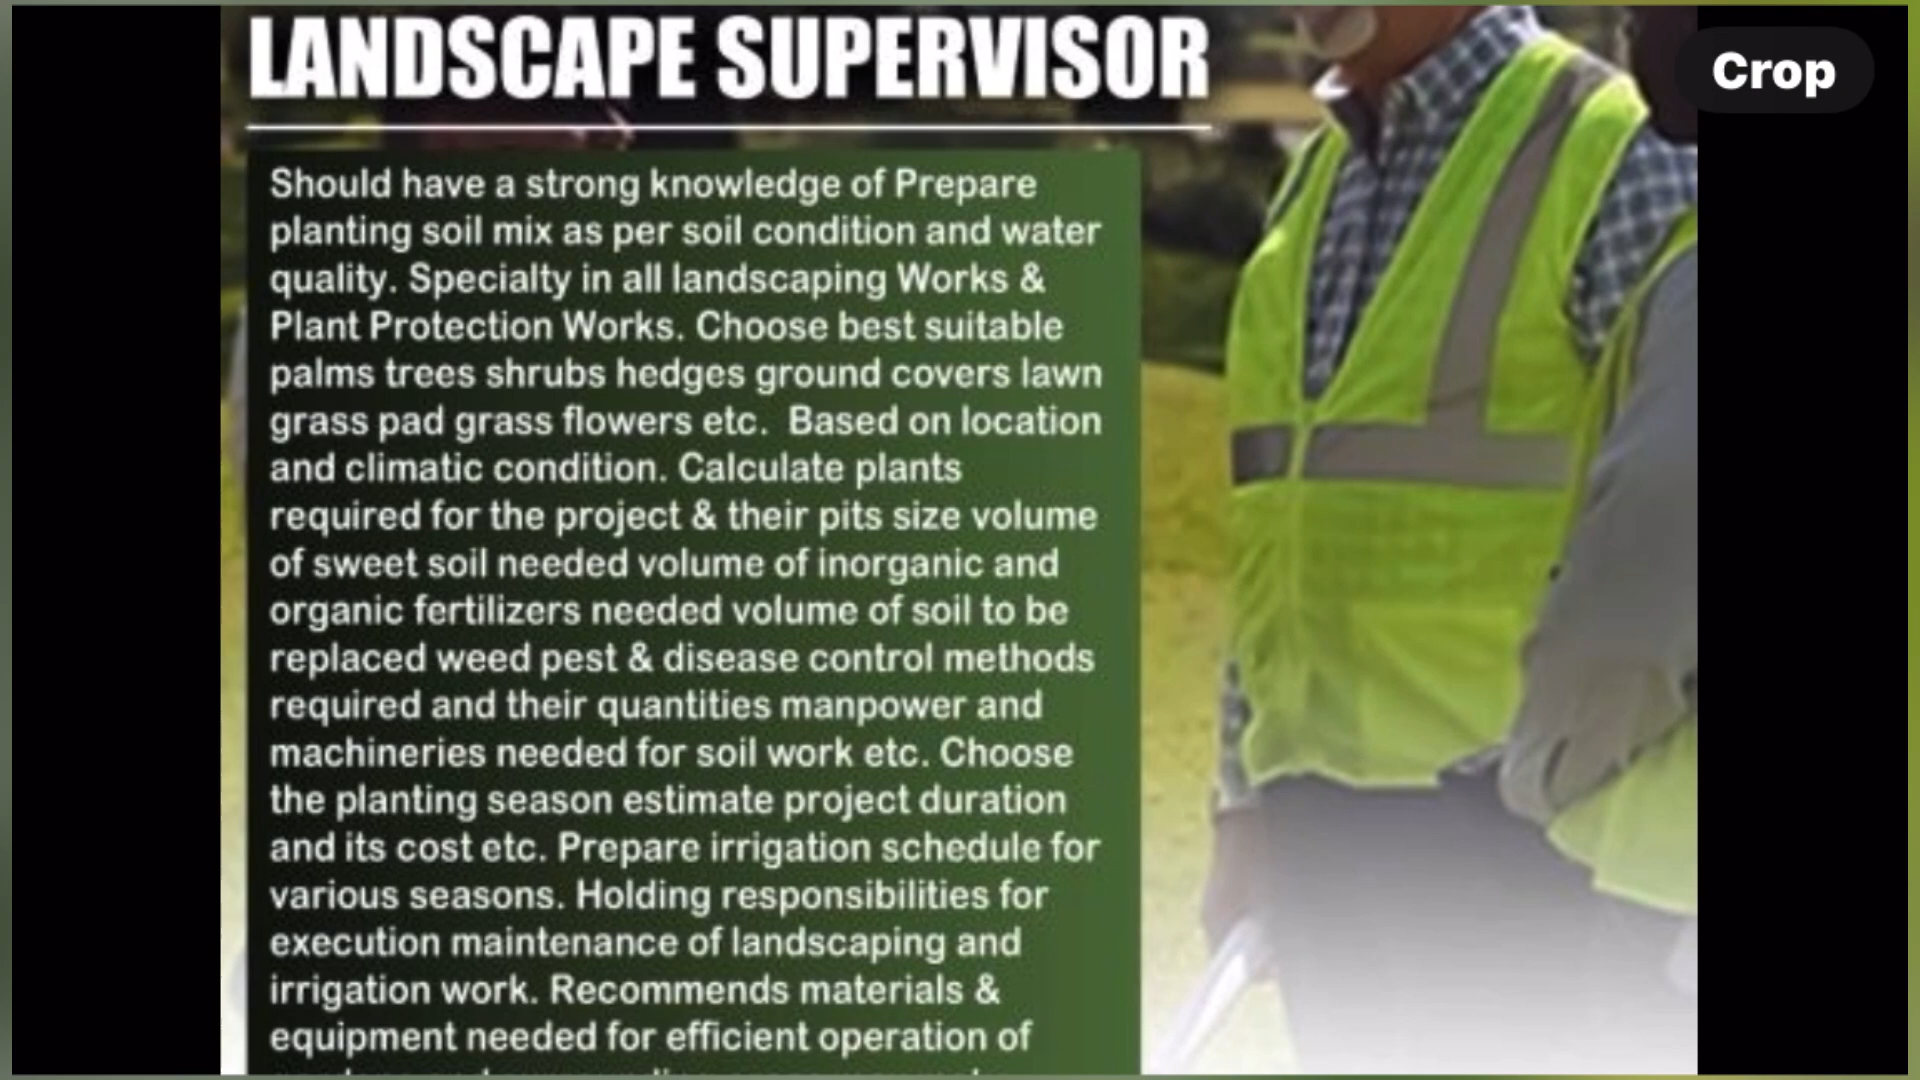 LANDSCAPE SUPERVISOR
Crop
Should have a strong knowledge of Prepare
planting soil mix as per soil condition and water
quality. Specialty in all landscaping Works &
Plant Protection Works. Choose best suitable
palms trees shrubs hedges ground covers lawn
grass pad grass flowers etc.  Based on location
and climatic condition. Calculate plants
required for the project & their pits size volume
of sweet soil needed volume of inorganic and
organic fertilizers needed volume of soil to be
replaced weed pest & disease control methods
required and their quantities manpower and
machineries needed for soil work etc. Choose
the planting season estimate project duration
and its cost etc. Prepare irrigation schedule for
various seasons. Holding responsibilities for
execution maintenance of landscaping and
irrigation work. Recommends materials &
equipment needed for efficient operation of